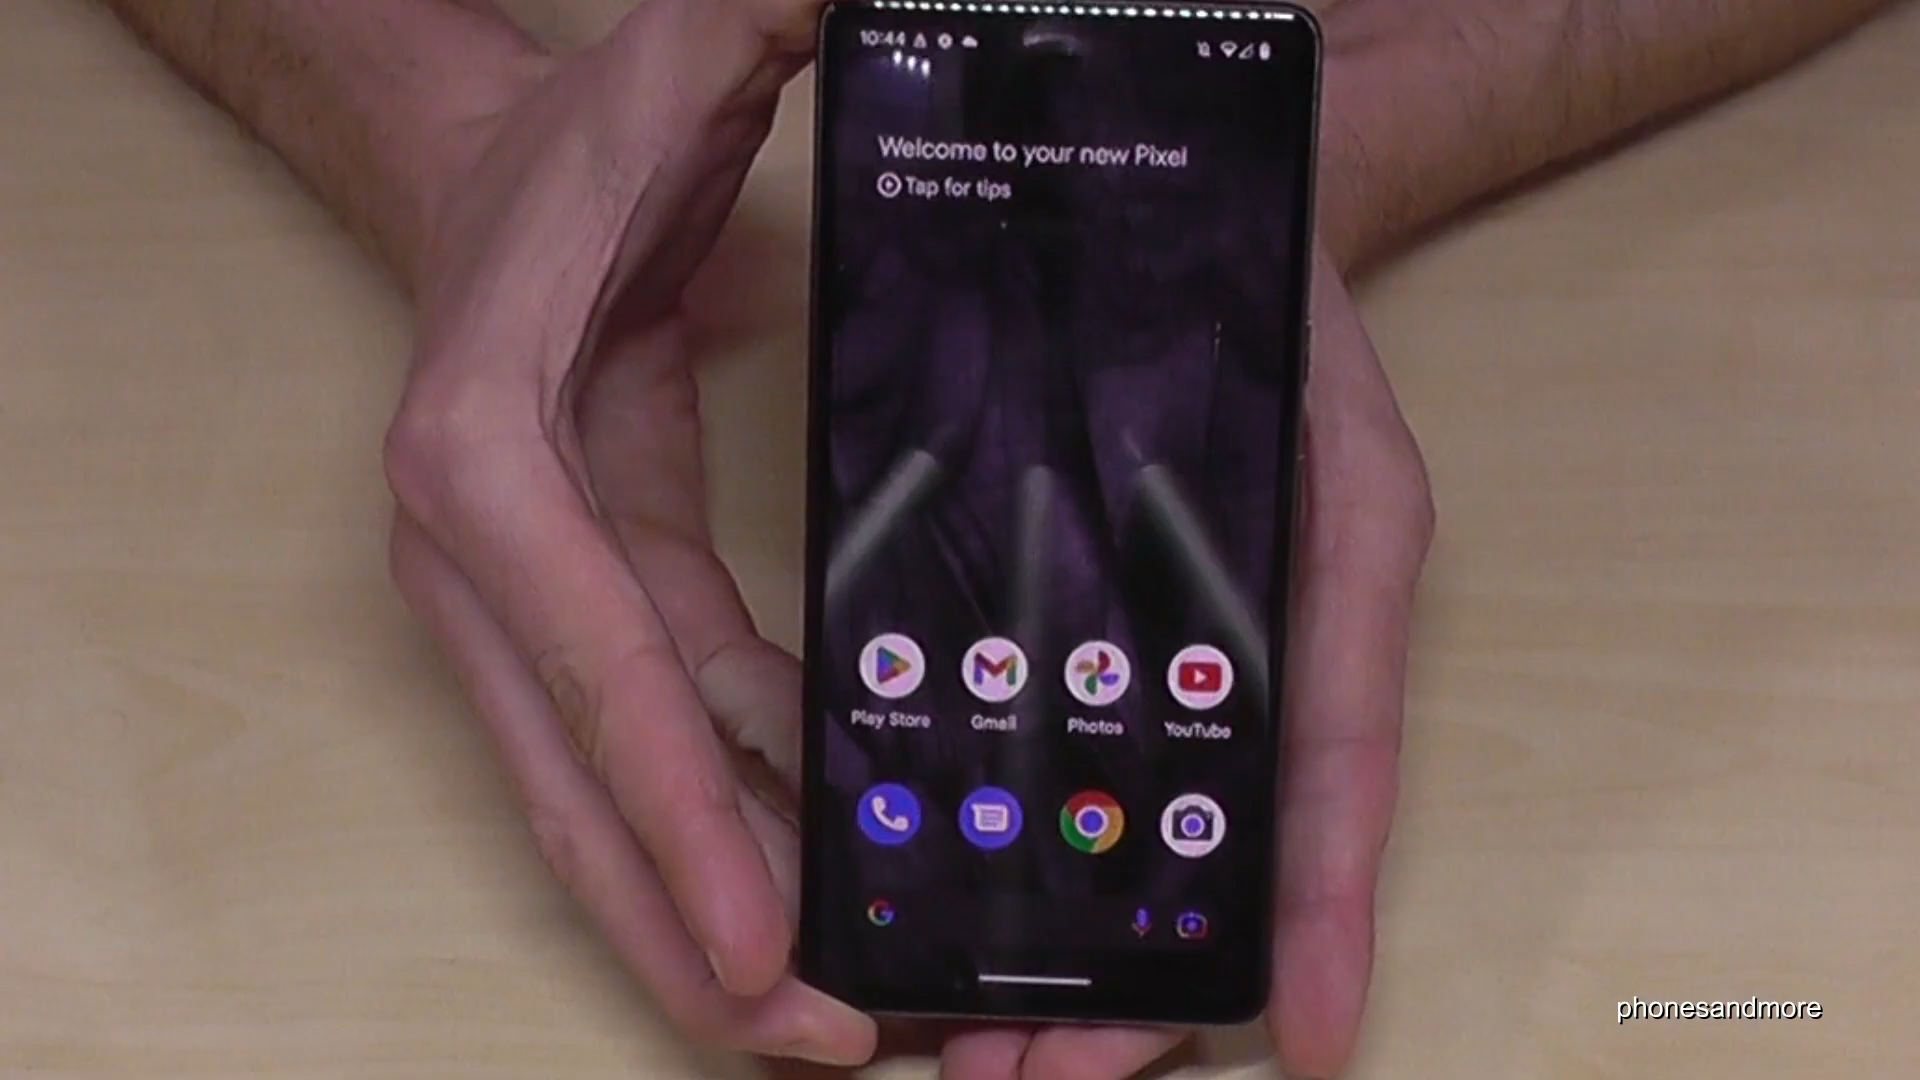 10:44
Welcome to your new Pixel
Tap for tips
Play Store
Gmail
Photos
YouTube
phonesandmore